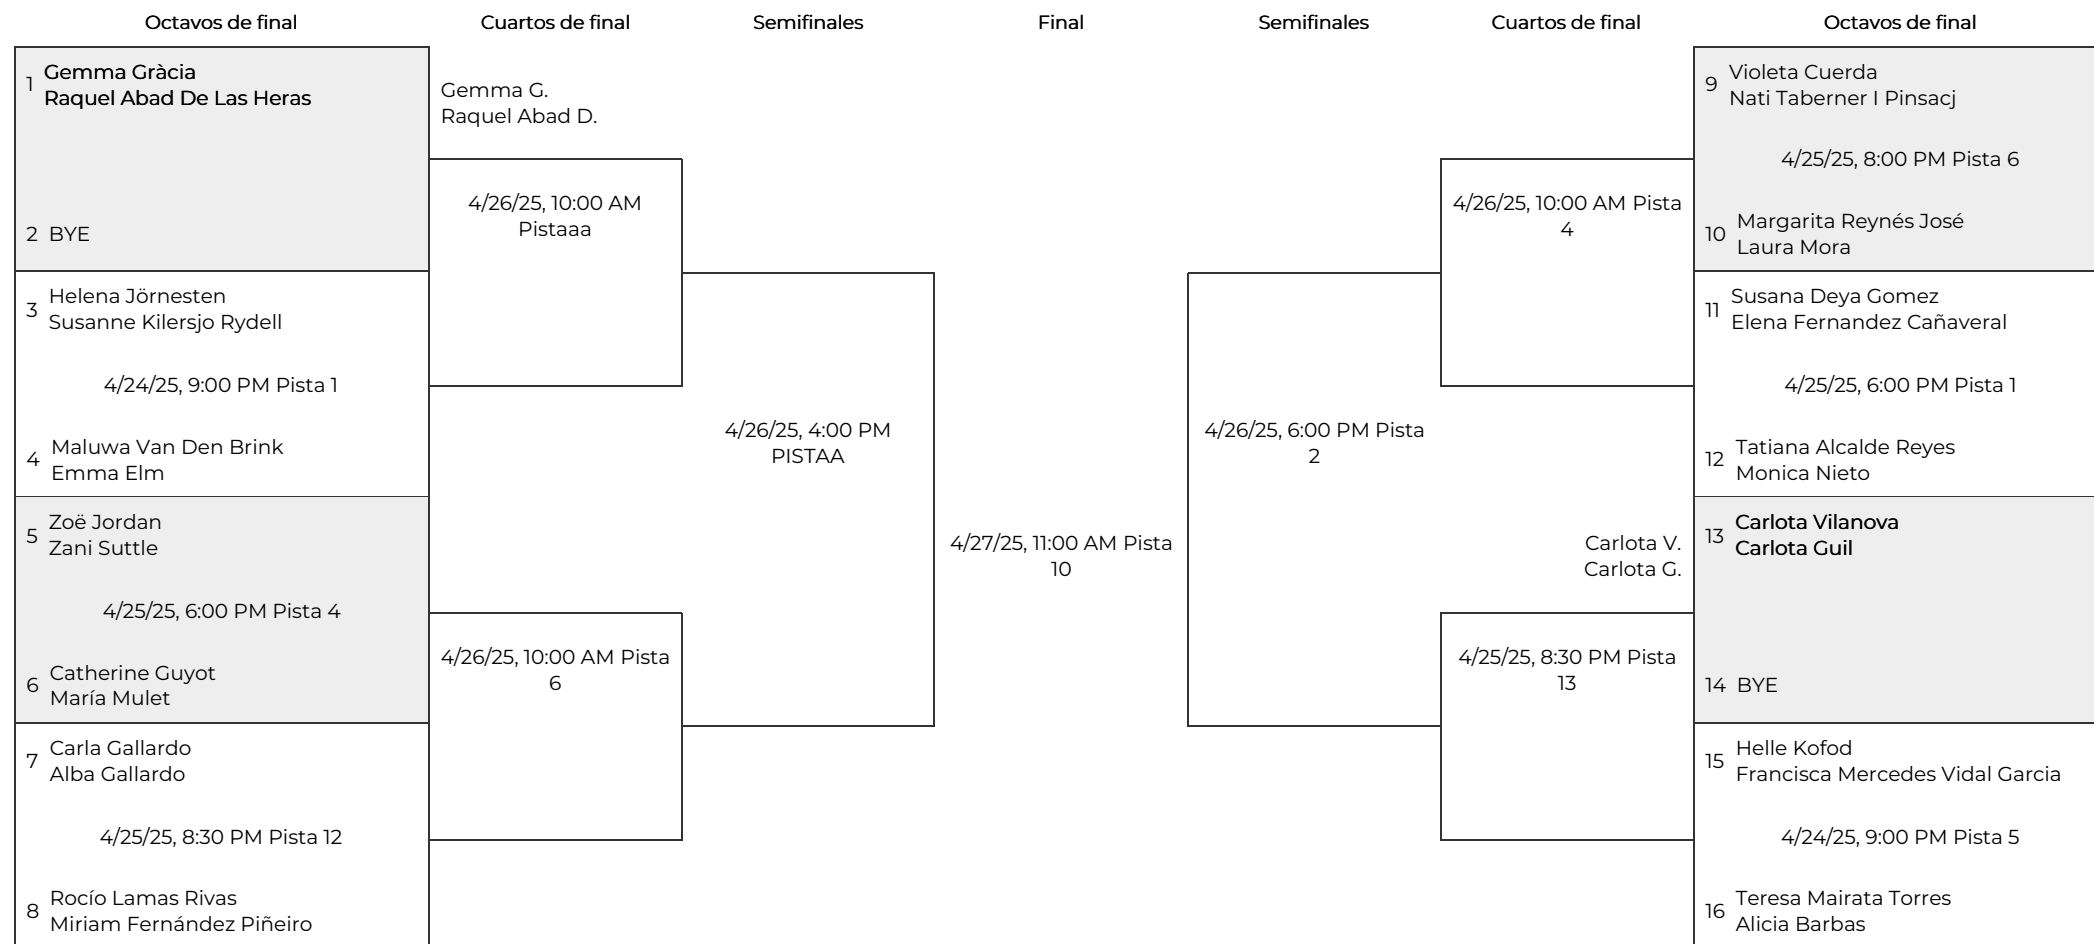 Octavos de final
Cuartos de final
Semifinales
Final
Semifinales
Cuartos de final
Octavos de final
1 Gemma Gràcia
Raquel Abad De Las Heras
2 BYE
3 Helena Jörnesten
Susanne Kilersjo Rydell
4/24/25, 9:00 PM Pista 1
4 Maluwa Van Den Brink
Emma Elm
5 Zoë Jordan
Zani Suttle
4/25/25, 6:00 PM Pista 4
6 Catherine Guyot
María Mulet
7 Carla Gallardo
Alba Gallardo
4/25/25, 8:30 PM Pista 12
8 Rocío Lamas Rivas
Miriam Fernández Piñeiro
Gemma G.
Raquel Abad D.
4/26/25, 10:00 AM
Pistaaa
4/26/25, 10:00 AM Pista
6
4/26/25, 4:00 PM
PISTAA
4/27/25, 11:00 AM Pista
10
4/26/25, 6:00 PM Pista
2
4/26/25, 10:00 AM Pista
4
Carlota V.
Carlota G.
4/25/25, 8:30 PM Pista
13
9 Violeta Cuerda
Nati Taberner I Pinsacj
4/25/25, 8:00 PM Pista 6
10 Margarita Reynés José
Laura Mora
11 Susana Deya Gomez
Elena Fernandez Cañaveral
4/25/25, 6:00 PM Pista 1
12 Tatiana Alcalde Reyes
Monica Nieto
13 Carlota Vilanova
Carlota Guil
14 BYE
15 Helle Kofod
Francisca Mercedes Vidal Garcia
4/24/25, 9:00 PM Pista 5
16 Teresa Mairata Torres
Alicia Barbas